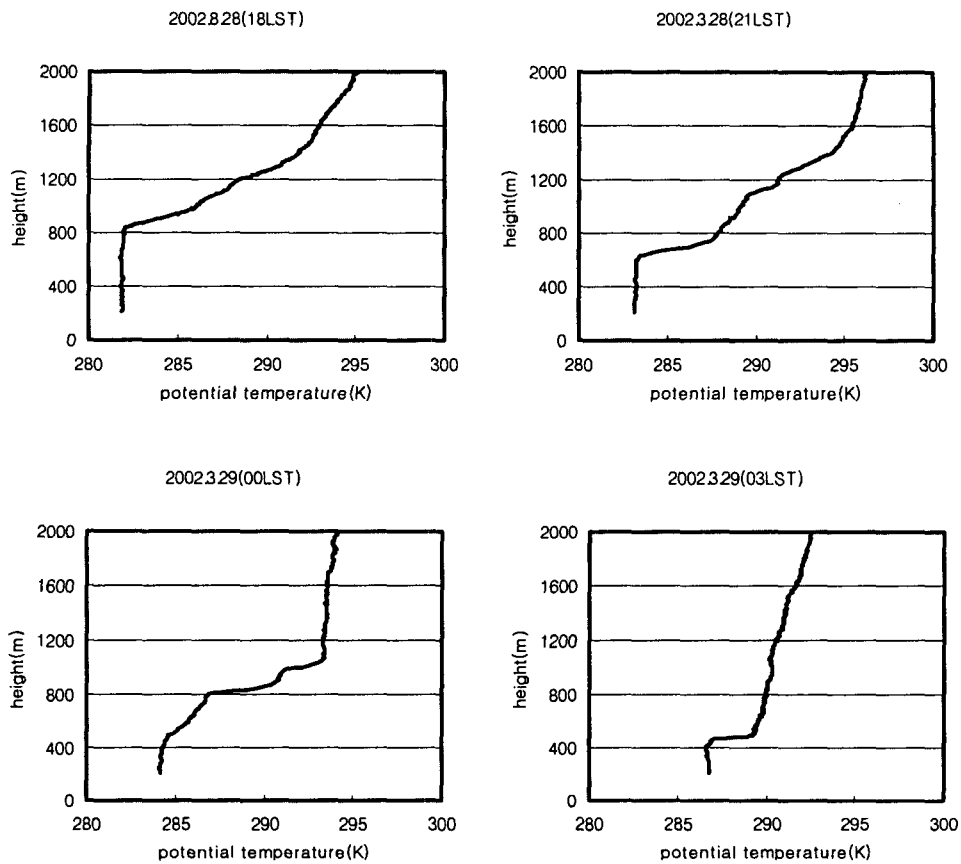 2002.8.28(18LST)
2000
1600
1200
800
400
0
height(m)
280 285 290 295 300
potential temperature(K)
2002.3.28(21LST)
2000
1600
1200
800
400
0
height(m)
280 285 290 295 300
potential temperature(K)
2002.3.29(00LST)
2000
1600
1200
800
400
0
height(m)
280 285 290 295 300
potential temperature(K)
2002.3.29(03LST)
2000
1600
1200
800
400
0
height(m)
280 285 290 295 300
potential temperature(K)